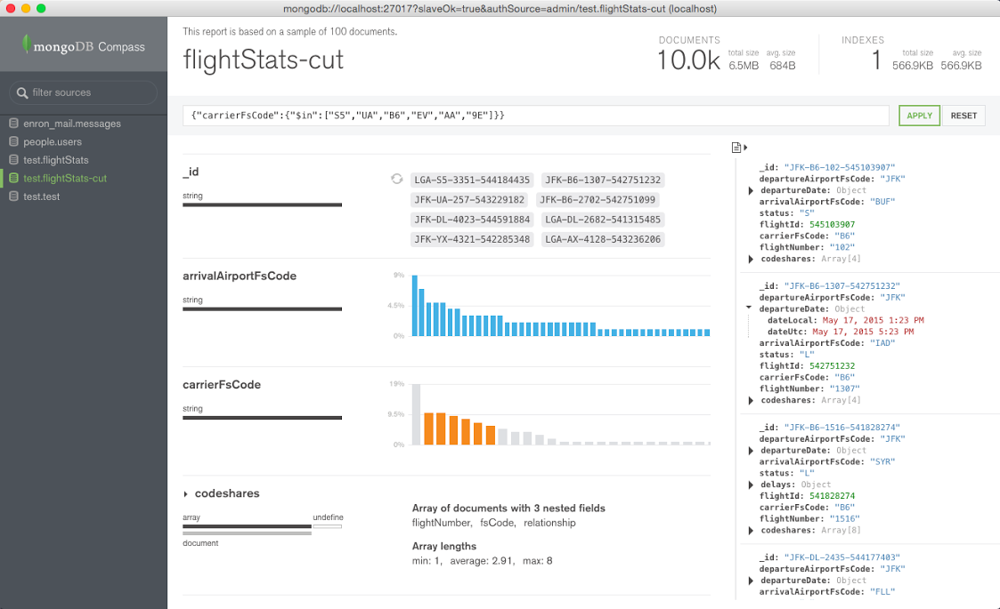 mongodb://localhost:27017?slaveOk=true&authSource=admin/test.flightStats-cut (localhost)
mongoDB Compass
filter sources
enron_mail.messages
people.users
test.flightStats
test.flightStats-cut
test.test
This report is based on a sample of 100 documents.
flightStats-cut
DOCUMENTS
10.0k
total size
6.5MB
avg. size
684B
INDEXES
1
total size
566.9KB
avg. size
566.9KB
{"carrierFsCode":{"$in":["S5","UA","B6","EV","AA","9E"]}}
APPLY
RESET
_id
string
LGA-S5-3351-544184435 JFK-B6-1307-542751232
JFK-UA-257-543229182 JFK-B6-2702-542751099
JFK-DL-4023-544591884 LGA-DL-2682-541315485
JFK-YX-4321-542285348 LGA-AX-4128-543236206
arrivalAirportFsCode
string
9%
4.5%
0%
carrierFsCode
string
19%
9.5%
0%
codeshares
array undefine
document
Array of documents with 3 nested fields
flightNumber, fsCode, relationship
Array lengths
min: 1, average: 2.91, max: 8
_id: "JFK-B6-102-545103907"
departureAirportFsCode: "JFK"
departureDate: Object
arrivalAirportFsCode: "BUF"
status: "S"
flightId: 545103907
carrierFsCode: "B6"
flightNumber: "102"
codeshares: Array[4]
_id: "JFK-B6-1307-542751232"
departureAirportFsCode: "JFK"
departureDate: Object
dateLocal: May 17, 2015 1:23 PM
dateUtc: May 17, 2015 5:23 PM
arrivalAirportFsCode: "IAD"
status: "L"
flightId: 542751232
carrierFsCode: "B6"
flightNumber: "1307"
codeshares: Array[4]
_id: "JFK-B6-1516-541828274"
departureAirportFsCode: "JFK"
departureDate: Object
arrivalAirportFsCode: "SYR"
status: "L"
delays: Object
flightId: 541828274
carrierFsCode: "B6"
flightNumber: "1516"
codeshares: Array[8]
_id: "JFK-DL-2435-544177403"
departureAirportFsCode: "JFK"
departureDate: Object
arrivalAirportFsCode: "FLL"